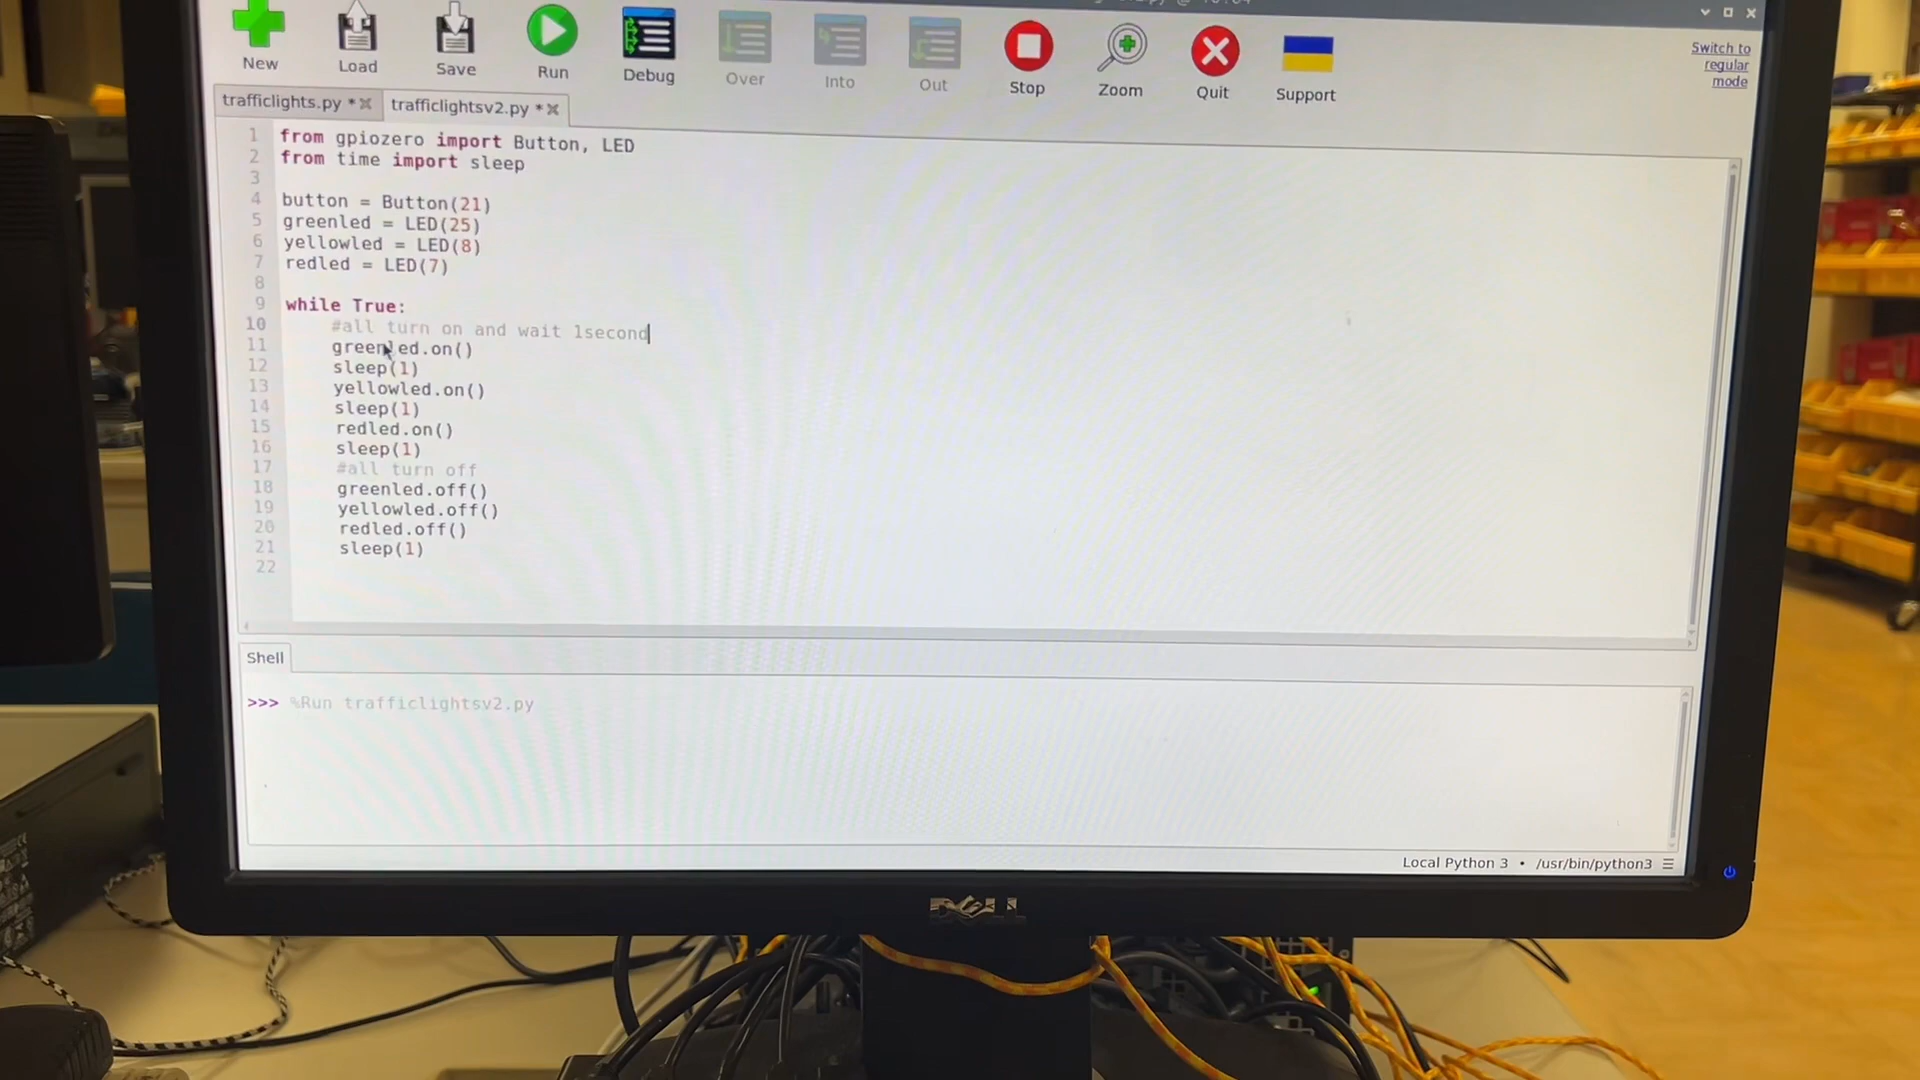 New Load Save Run Debug Over Into Out Stop Zoom Quit Support
Switch to
regular
mode
trafficlights.py * trafficlightsv2.py *
1 from gpiozero import Button, LED
2 from time import sleep
3
4 button = Button(21)
5 greenled = LED(25)
6 yellowled = LED(8)
7 redled = LED(7)
8
9 while True:
10 #all turn on and wait 1second
11 greenled.on()
12 sleep(1)
13 yellowled.on()
14 sleep(1)
15 redled.on()
16 sleep(1)
17 #all turn off
18 greenled.off()
19 yellowled.off()
20 redled.off()
21 sleep(1)
22
Shell
>>> %Run trafficlightsv2.py
Local Python 3 • /usr/bin/python3 ☰
DELL